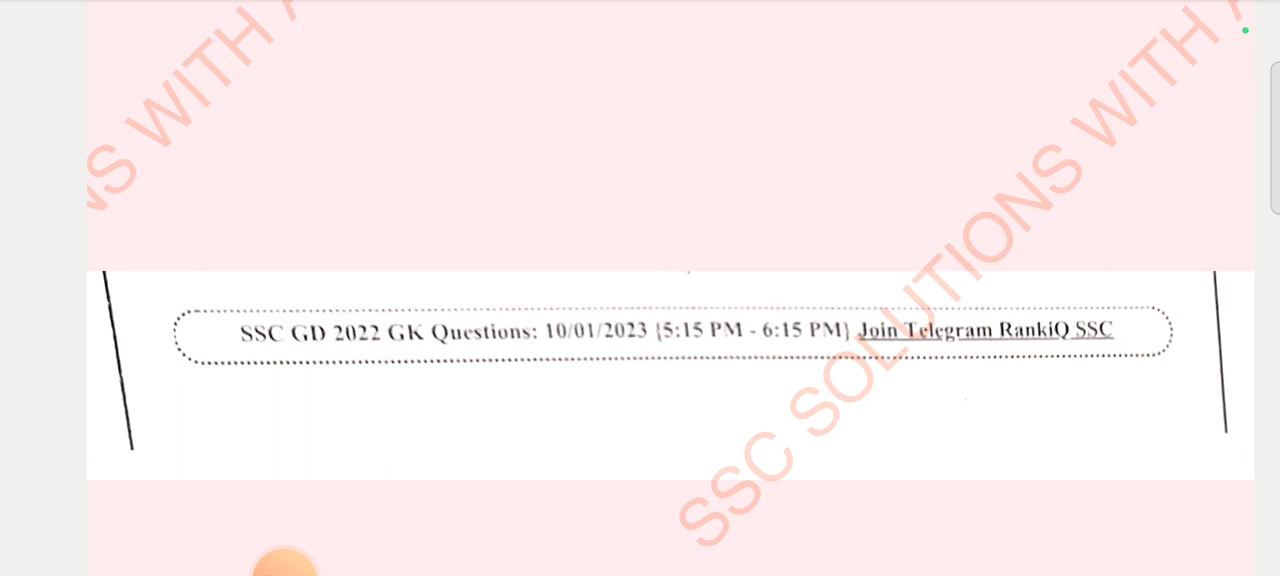 NS WITH A
SSC SOLUTIONS WITH A
SSC GD 2022 GK Questions: 10/01/2023 {5:15 PM - 6:15 PM} Join Telegram RankiQ SSC